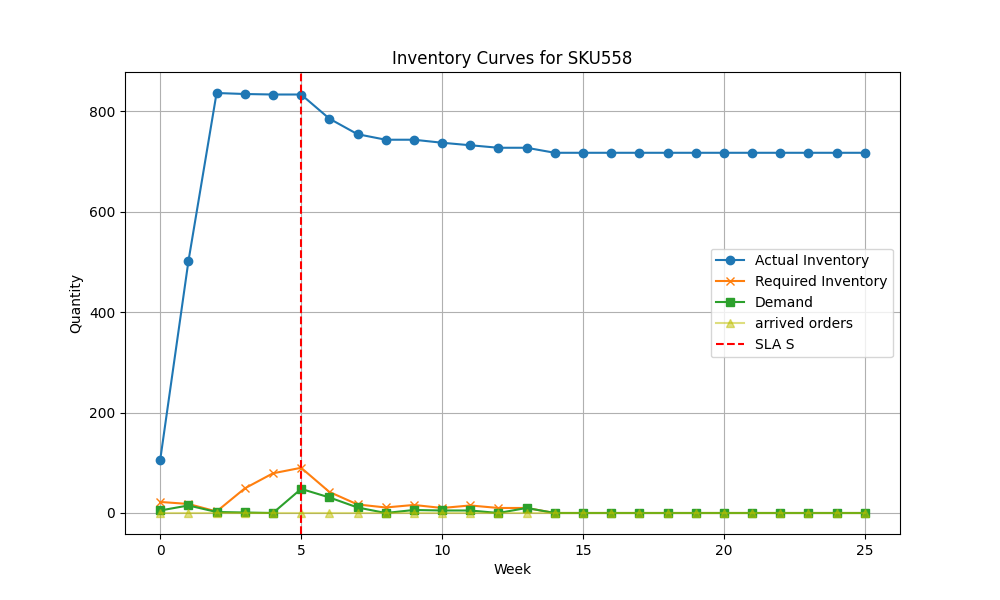 Inventory Curves for SKU558
Quantity
800
600
400
200
0
Actual Inventory
Required Inventory
Demand
arrived orders
SLA S
0 5 10 15 20 25
Week